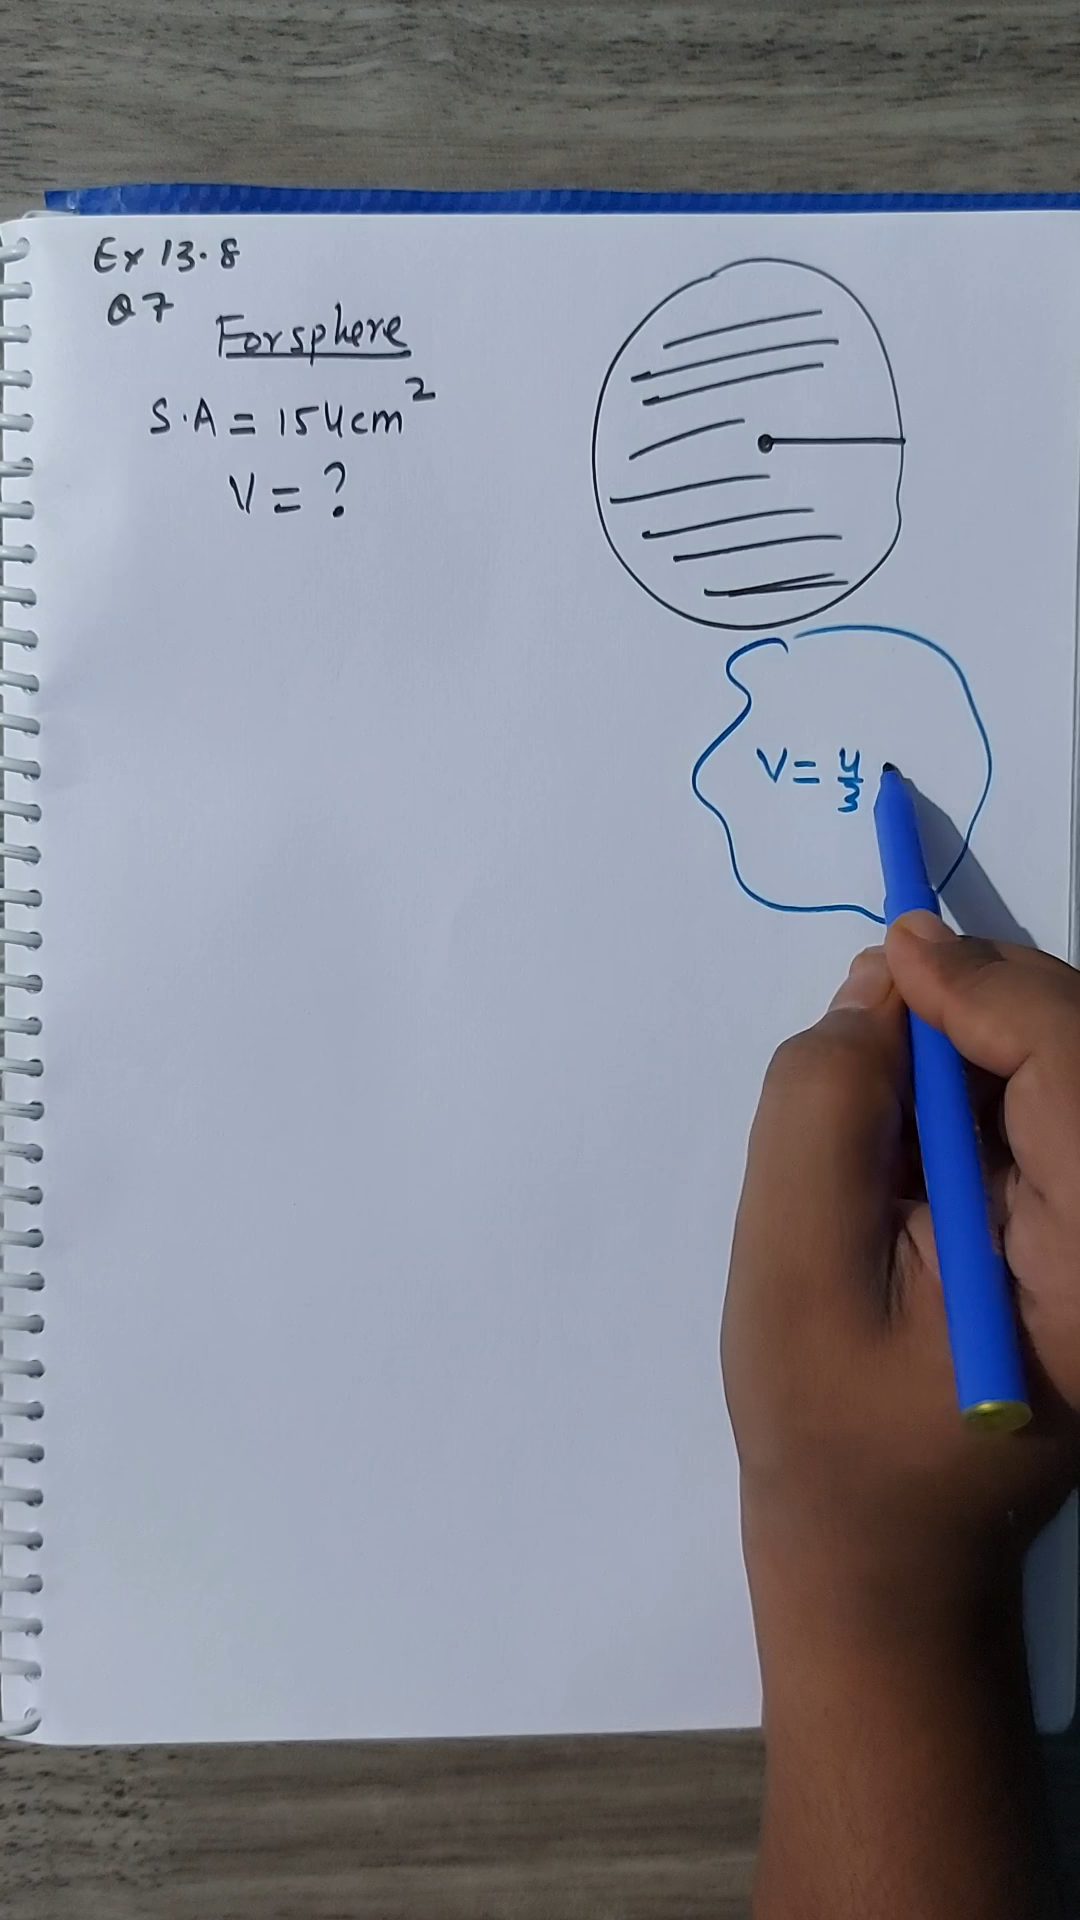 Ex 13.8
Q7
For sphere
S.A = 154cm²
V = ?
V = 4/3